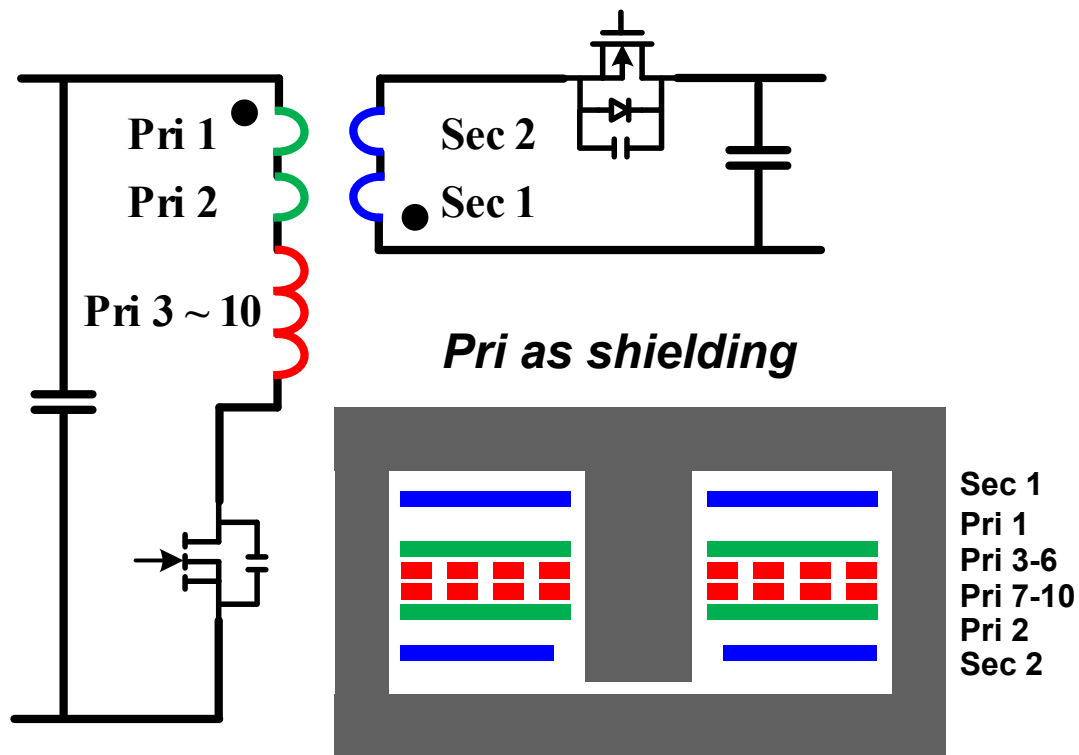 Pri 1
Sec 2
Pri 2
Sec 1
Pri 3 ~ 10
Pri as shielding
Sec 1
Pri 1
Pri 3-6
Pri 7-10
Pri 2
Sec 2